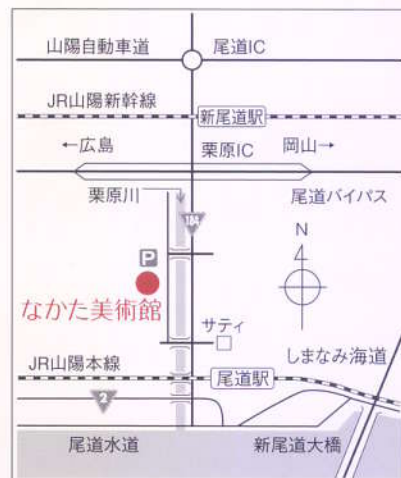 山陽自動車道 尾道IC
JR山陽新幹線
新尾道駅
←広島 栗原IC 岡山→
栗原川 尾道バイパス
184
N
P
なかた美術館
サティ
しまなみ海道
JR山陽本線
尾道駅
2
尾道水道 新尾道大橋